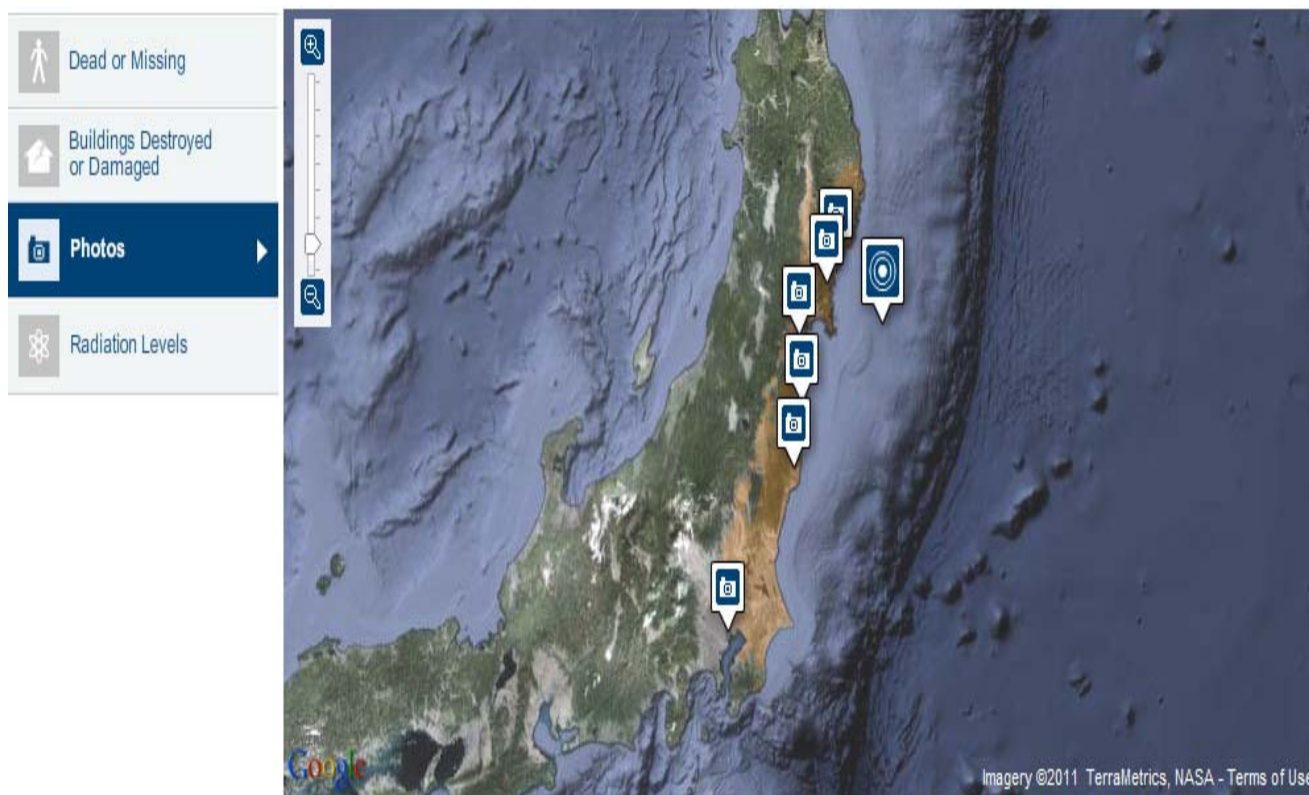 Dead or Missing
Buildings Destroyed
or Damaged
Photos
Radiation Levels
Google
Imagery ©2011 TerraMetrics, NASA - Terms of Use